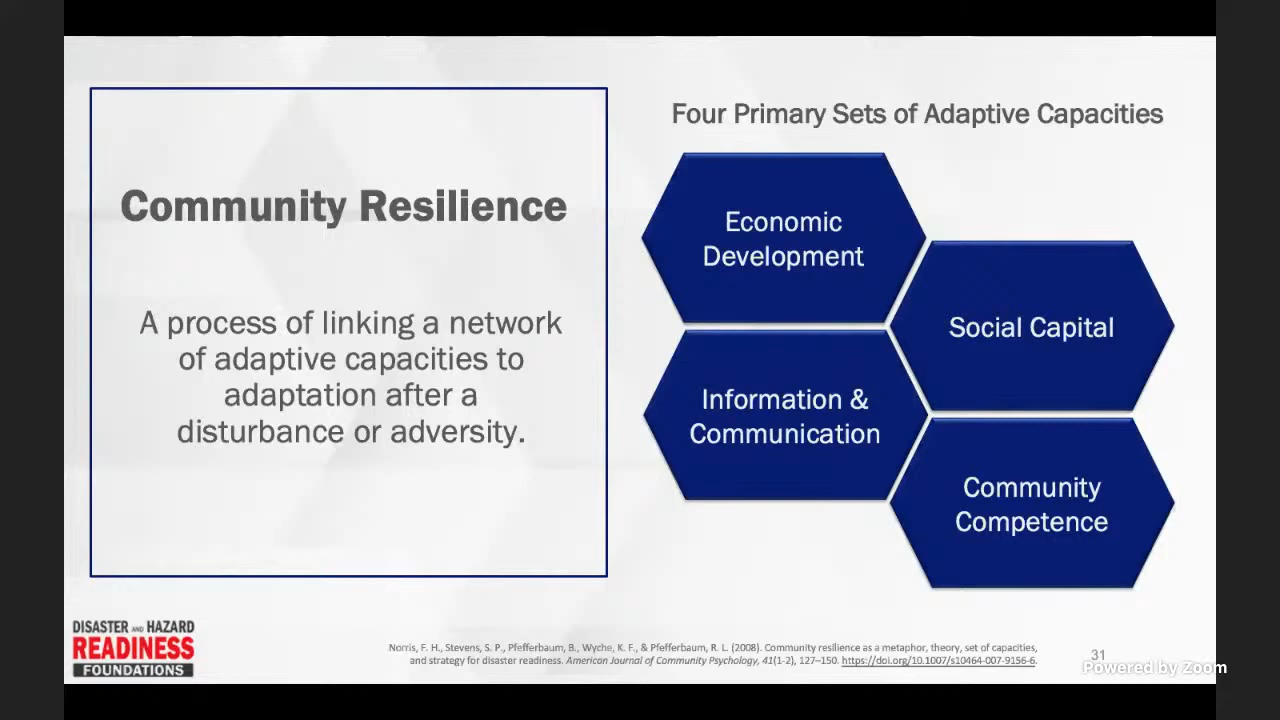 Community Resilience
A process of linking a network
of adaptive capacities to
adaptation after a
disturbance or adversity.
Four Primary Sets of Adaptive Capacities
Economic
Development
Social Capital
Information &
Communication
Community
Competence
DISASTER AND HAZARD
READINESS
FOUNDATIONS
Norris, F. H., Stevens, S. P., Pfefferbaum, B., Wyche, K. F., & Pfefferbaum, R. L. (2008). Community resilience as a metaphor, theory, set of capacities,
and strategy for disaster readiness. American Journal of Community Psychology, 41(1-2), 127–150. https://doi.org/10.1007/s10464-007-9156-6.
31
Powered by Zoom